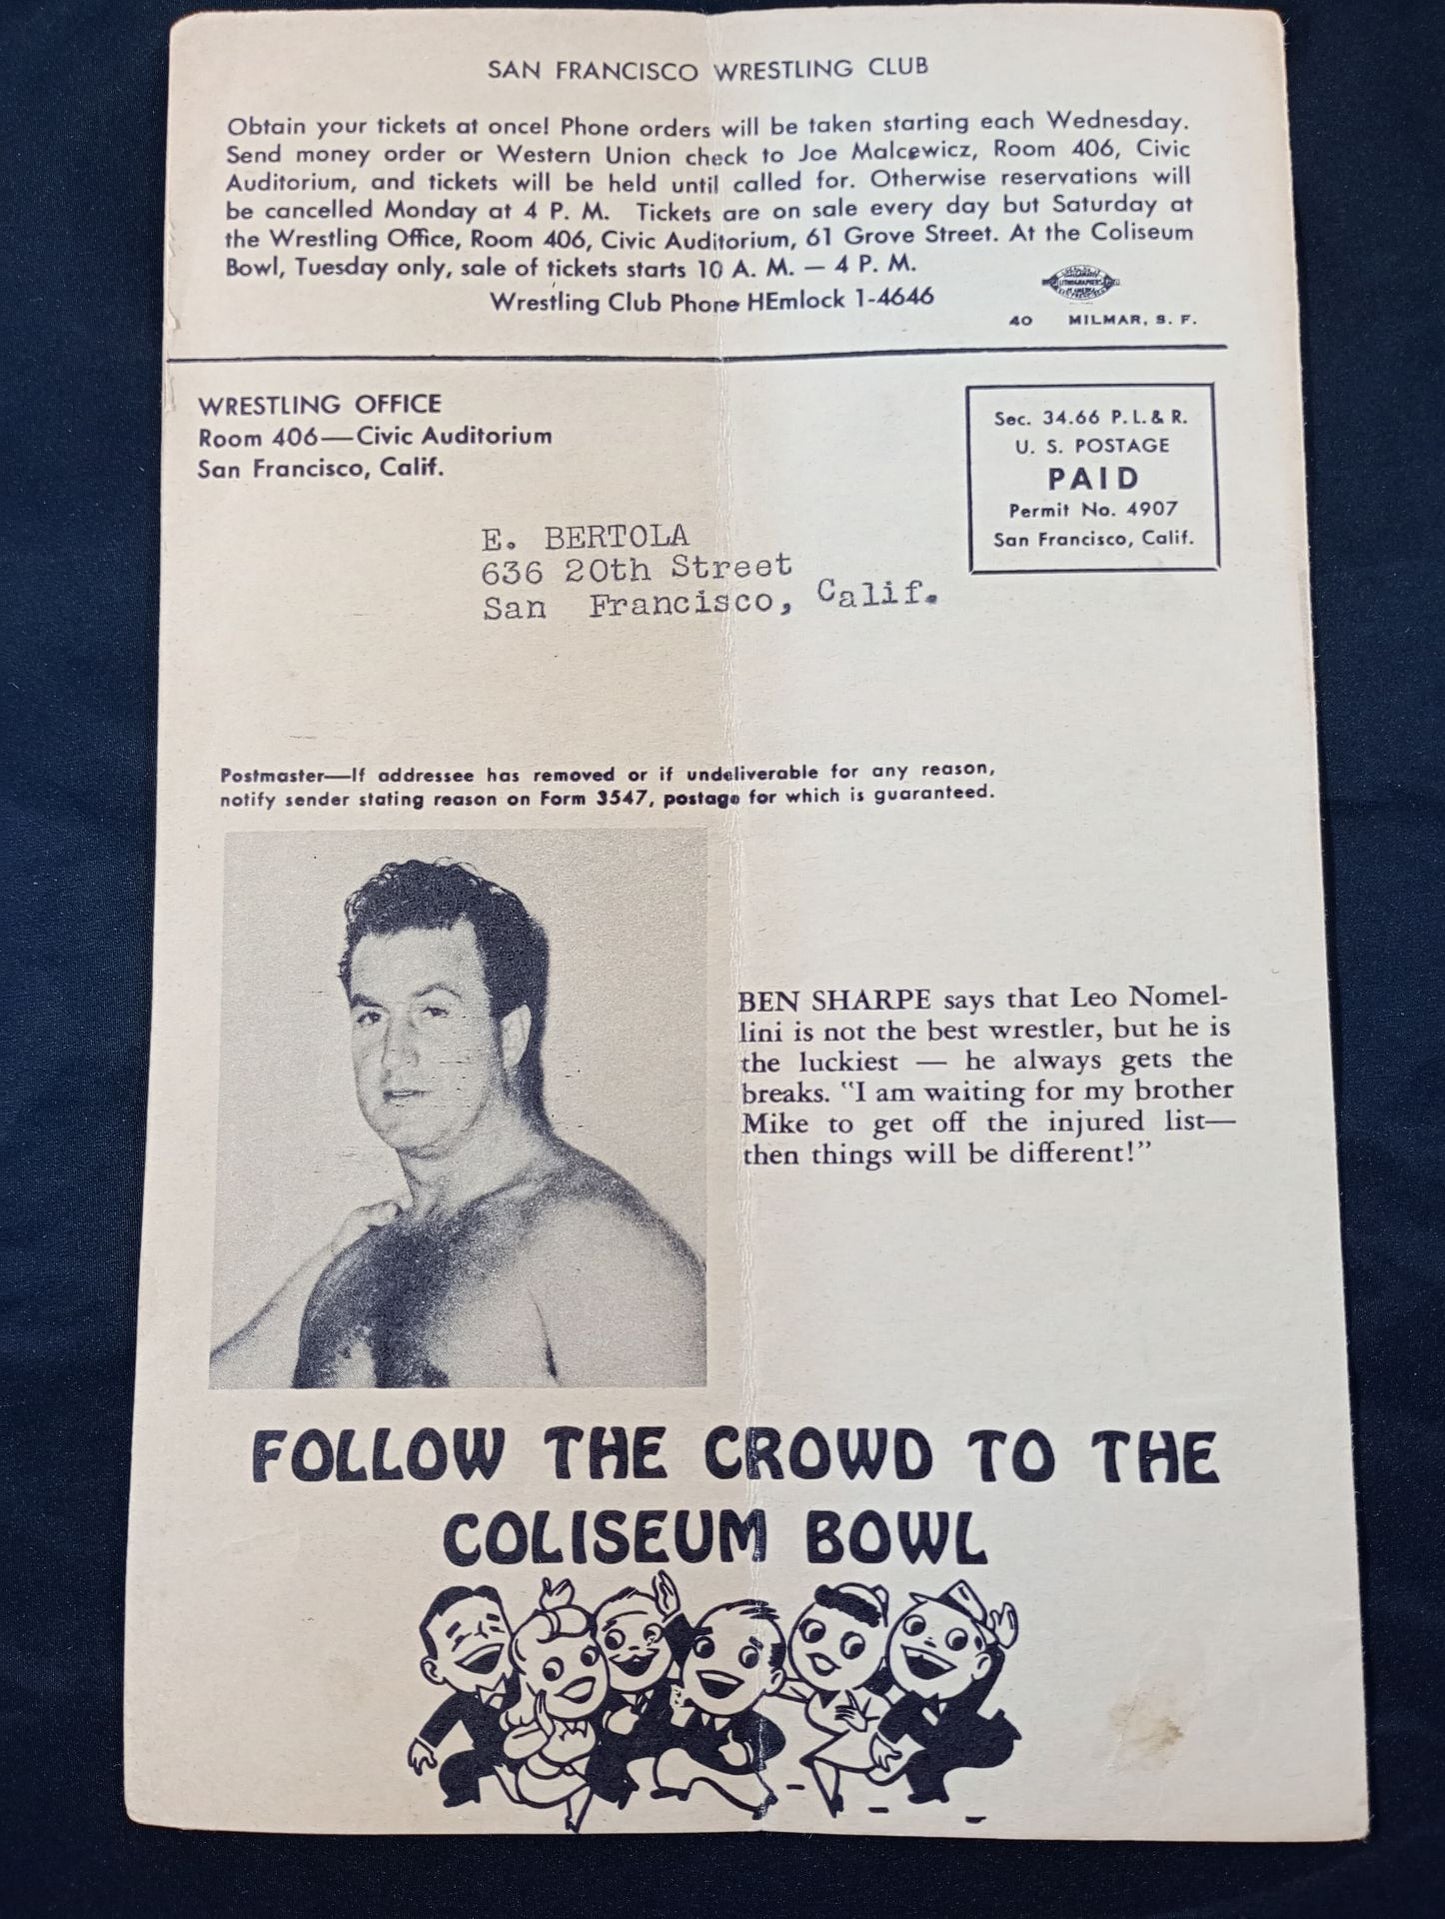 SAN FRANCISCO WRESTLING CLUB
Obtain your tickets at once! Phone orders will be taken starting each Wednesday.
Send money order or Western Union check to Joe Malcewicz, Room 406, Civic
Auditorium, and tickets will be held until called for. Otherwise reservations will
be cancelled Monday at 4 P. M. Tickets are on sale every day but Saturday at
the Wrestling Office, Room 406, Civic Auditorium, 61 Grove Street. At the Coliseum
Bowl, Tuesday only, sale of tickets starts 10 A. M. — 4 P. M.
Wrestling Club Phone HEmlock 1-4646
40 MILMAR, S. F.
WRESTLING OFFICE
Room 406—Civic Auditorium
San Francisco, Calif.
Sec. 34.66 P. L. & R.
U. S. POSTAGE
PAID
Permit No. 4907
San Francisco, Calif.
E. BERTOLA
636 20th Street
San Francisco, Calif.
Postmaster—If addressee has removed or if undeliverable for any reason,
notify sender stating reason on Form 3547, postage for which is guaranteed.
BEN SHARPE says that Leo Nomel-
lini is not the best wrestler, but he is
the luckiest — he always gets the
breaks. "I am waiting for my brother
Mike to get off the injured list—
then things will be different!"
FOLLOW THE CROWD TO THE
COLISEUM BOWL